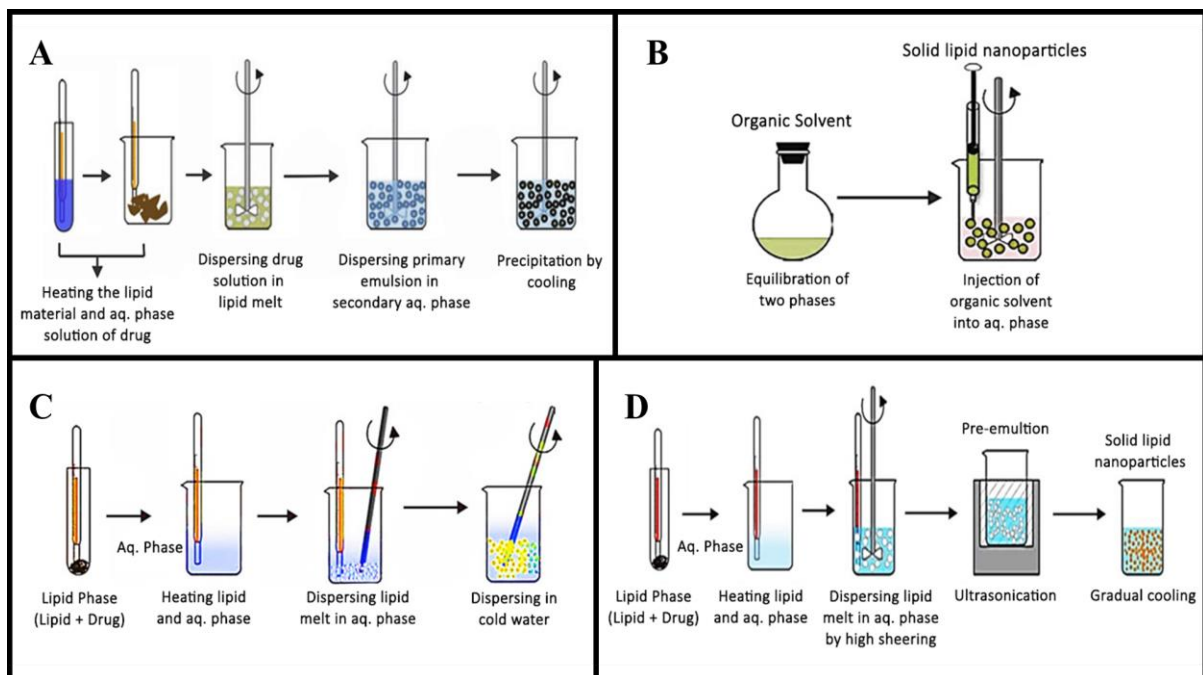 A
Heating the lipid
material and aq. phase
solution of drug
Dispersing drug
solution in
lipid melt
Dispersing primary
emulsion in
secondary aq. phase
Precipitation by
cooling
B
Solid lipid nanoparticles
Organic Solvent
Equilibration of
two phases
Injection of
organic solvent
into aq. phase
C
Aq. Phase
Lipid Phase
(Lipid + Drug)
Heating lipid
and aq. phase
Dispersing lipid
melt in aq. phase
Dispersing in
cold water
D
Pre-emultion
Solid lipid
nanoparticles
Aq. Phase
Lipid Phase
(Lipid + Drug)
Heating lipid
and aq. phase
Dispersing lipid
melt in aq. phase
by high sheering
Ultrasonication
Gradual cooling